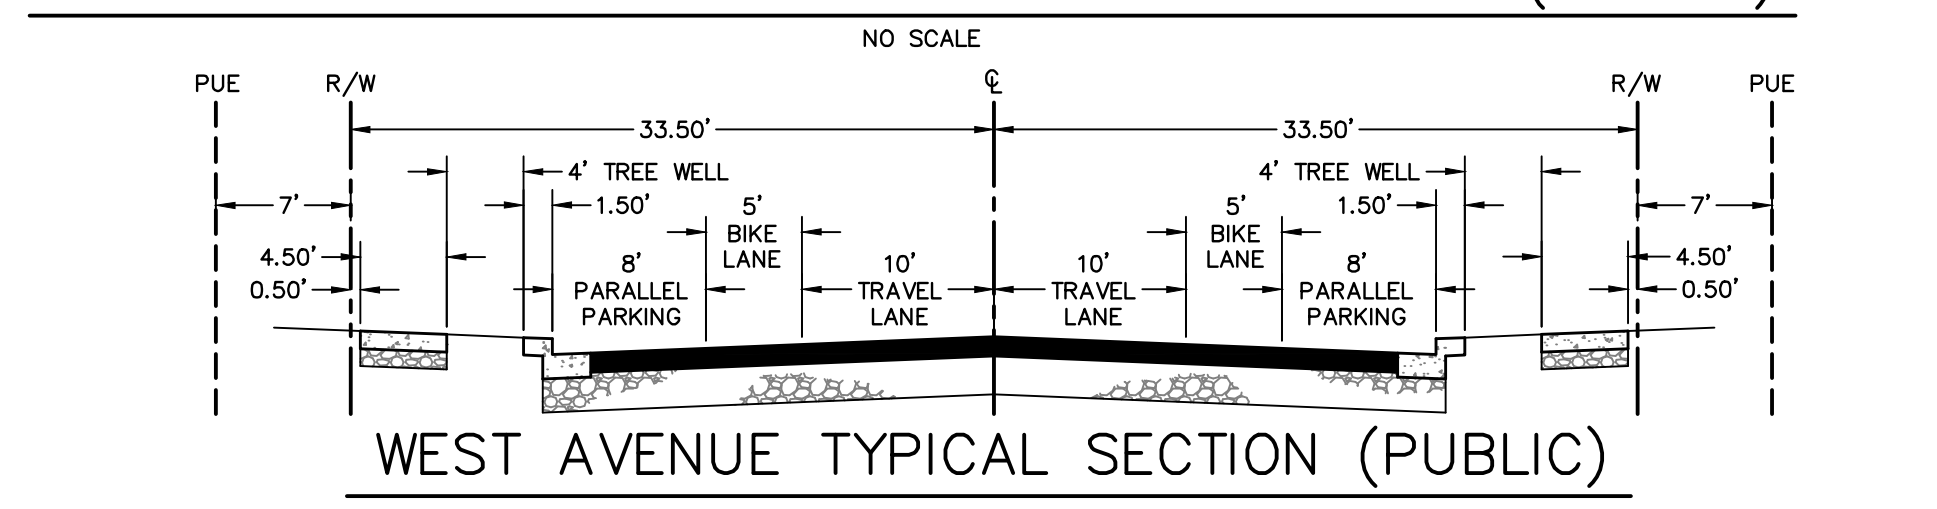 NO SCALE
PUE R/W ℄ R/W PUE
33.50' 33.50'
4' TREE WELL 4' TREE WELL
7' 1.50' 5' 5' 1.50' 7'
BIKE BIKE
4.50' 8' LANE 10' 10' LANE 8' 4.50'
0.50' PARALLEL TRAVEL TRAVEL PARALLEL 0.50'
PARKING LANE LANE PARKING
WEST AVENUE TYPICAL SECTION (PUBLIC)